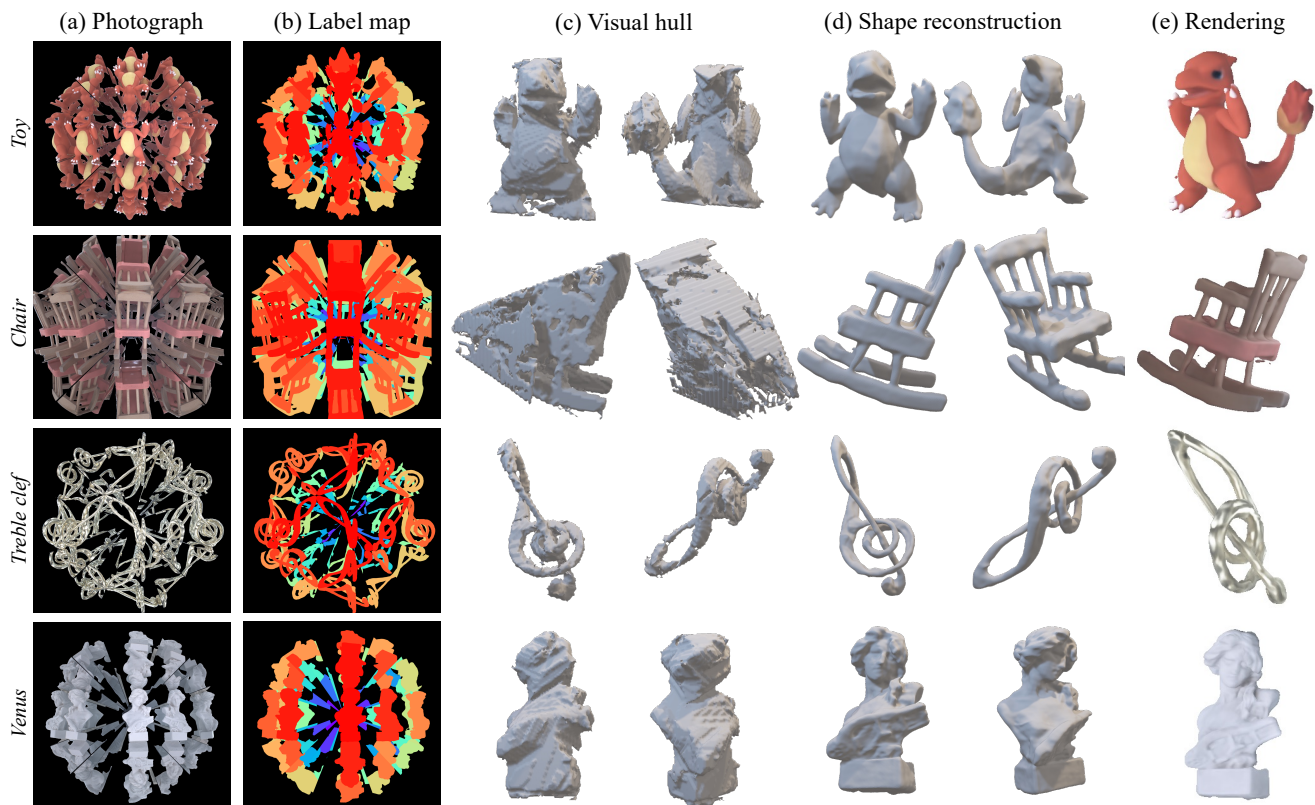 (a) Photograph
(b) Label map
(c) Visual hull
(d) Shape reconstruction
(e) Rendering
Toy
Chair
Treble clef
Venus